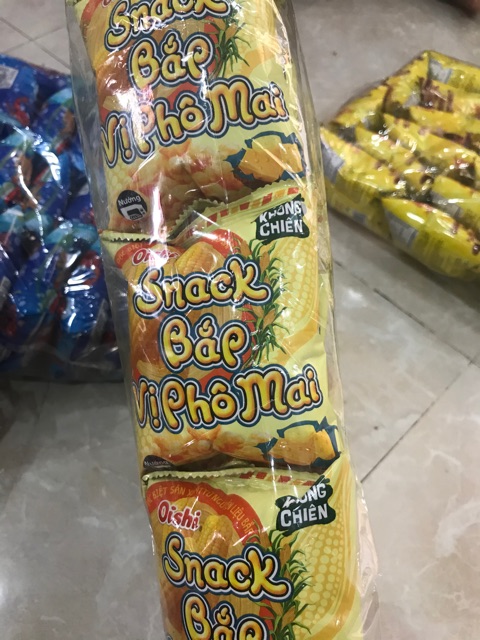 Snack
Bắp
Vị Phô Mai
Nướng
KHÔNG
CHIÊN
Oishi
Snack
Bắp
Vị Phô Mai
Nướng
KHÔNG
CHIÊN
Oishi
Snack
Bắp